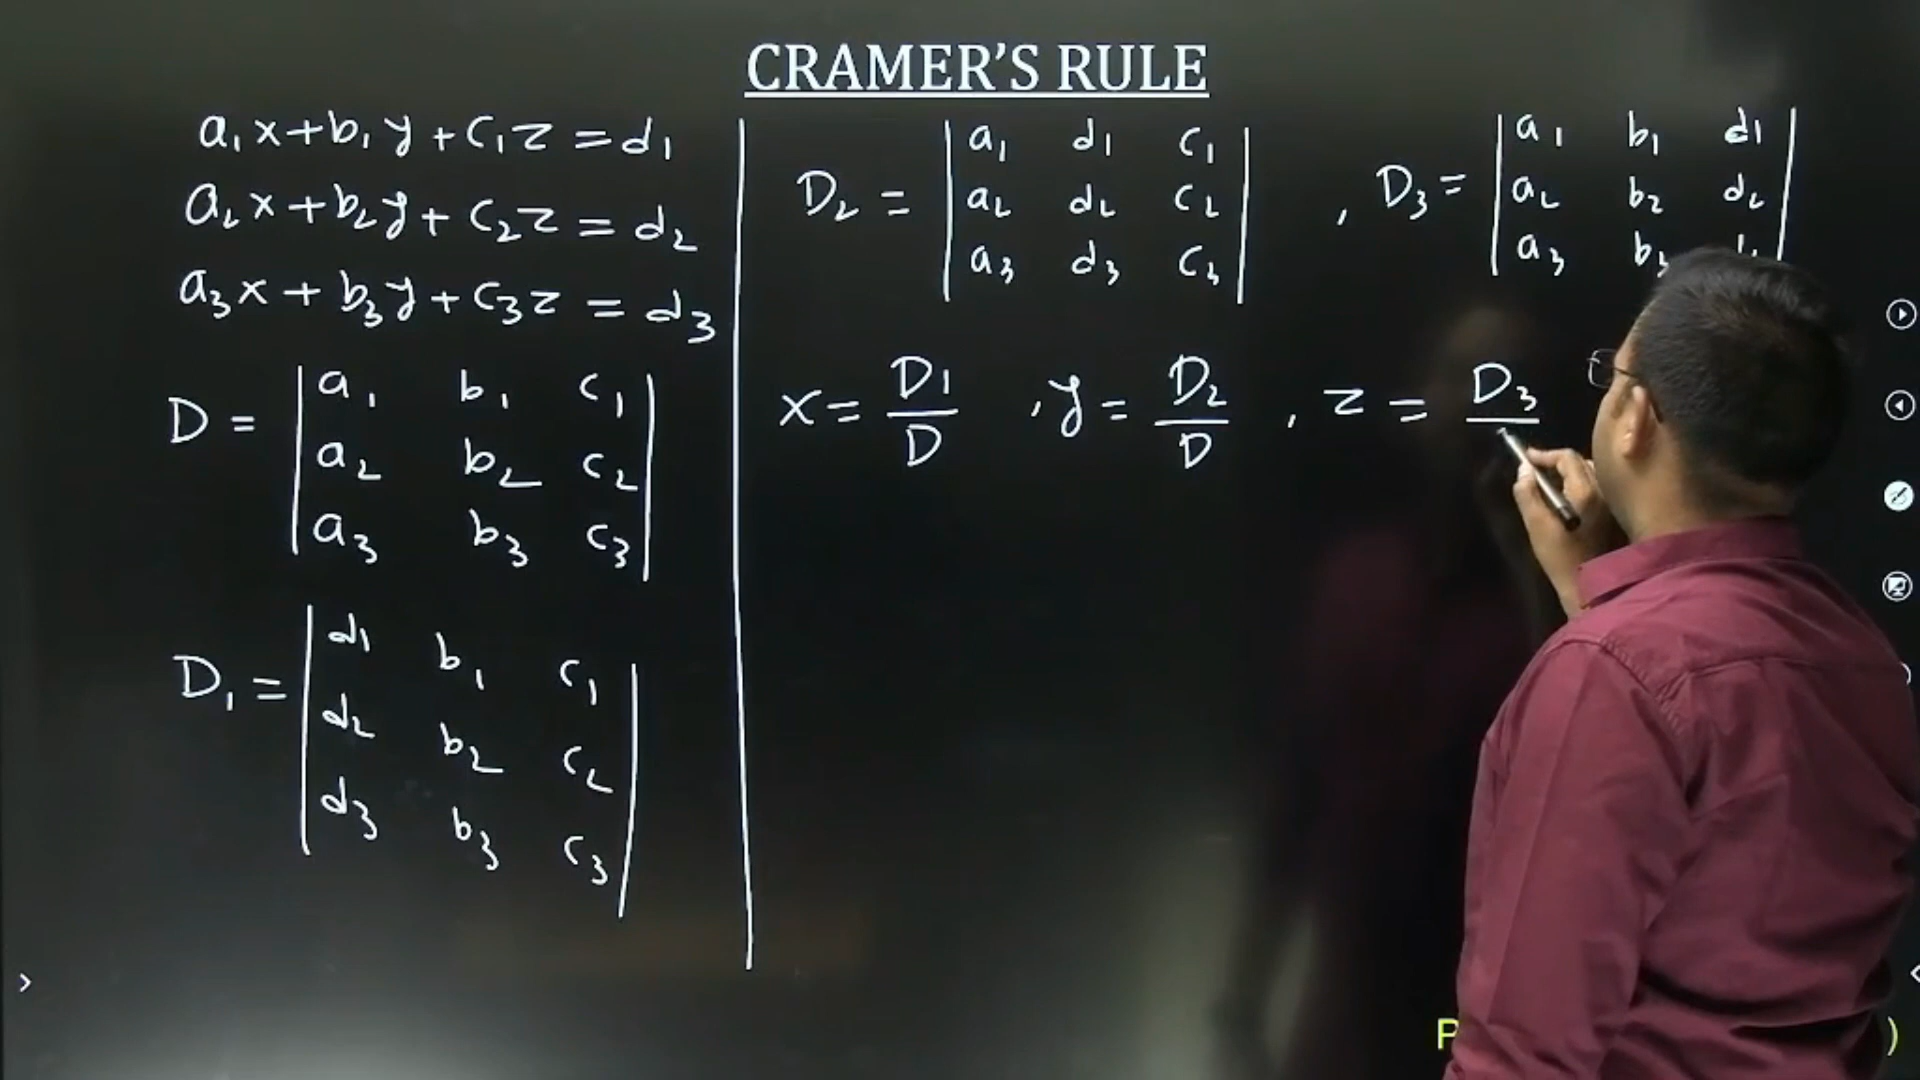 CRAMER'S RULE
a₁x+b₁y+c₁z=d₁
a₂x+b₂y+c₂z=d₂
a₃x+b₃y+c₃z=d₃
D = | a₁ b₁ c₁ |
| a₂ b₂ c₂ |
| a₃ b₃ c₃ |
D₁ = | d₁ b₁ c₁ |
| d₂ b₂ c₂ |
| d₃ b₃ c₃ |
D₂ = | a₁ d₁ c₁ |
| a₂ d₂ c₂ |
| a₃ d₃ c₃ |
, D₃ = | a₁ b₁ d₁ |
| a₂ b₂ d₂ |
| a₃ b₃
x = D₁/D , y = D₂/D , z = D₃/
P )